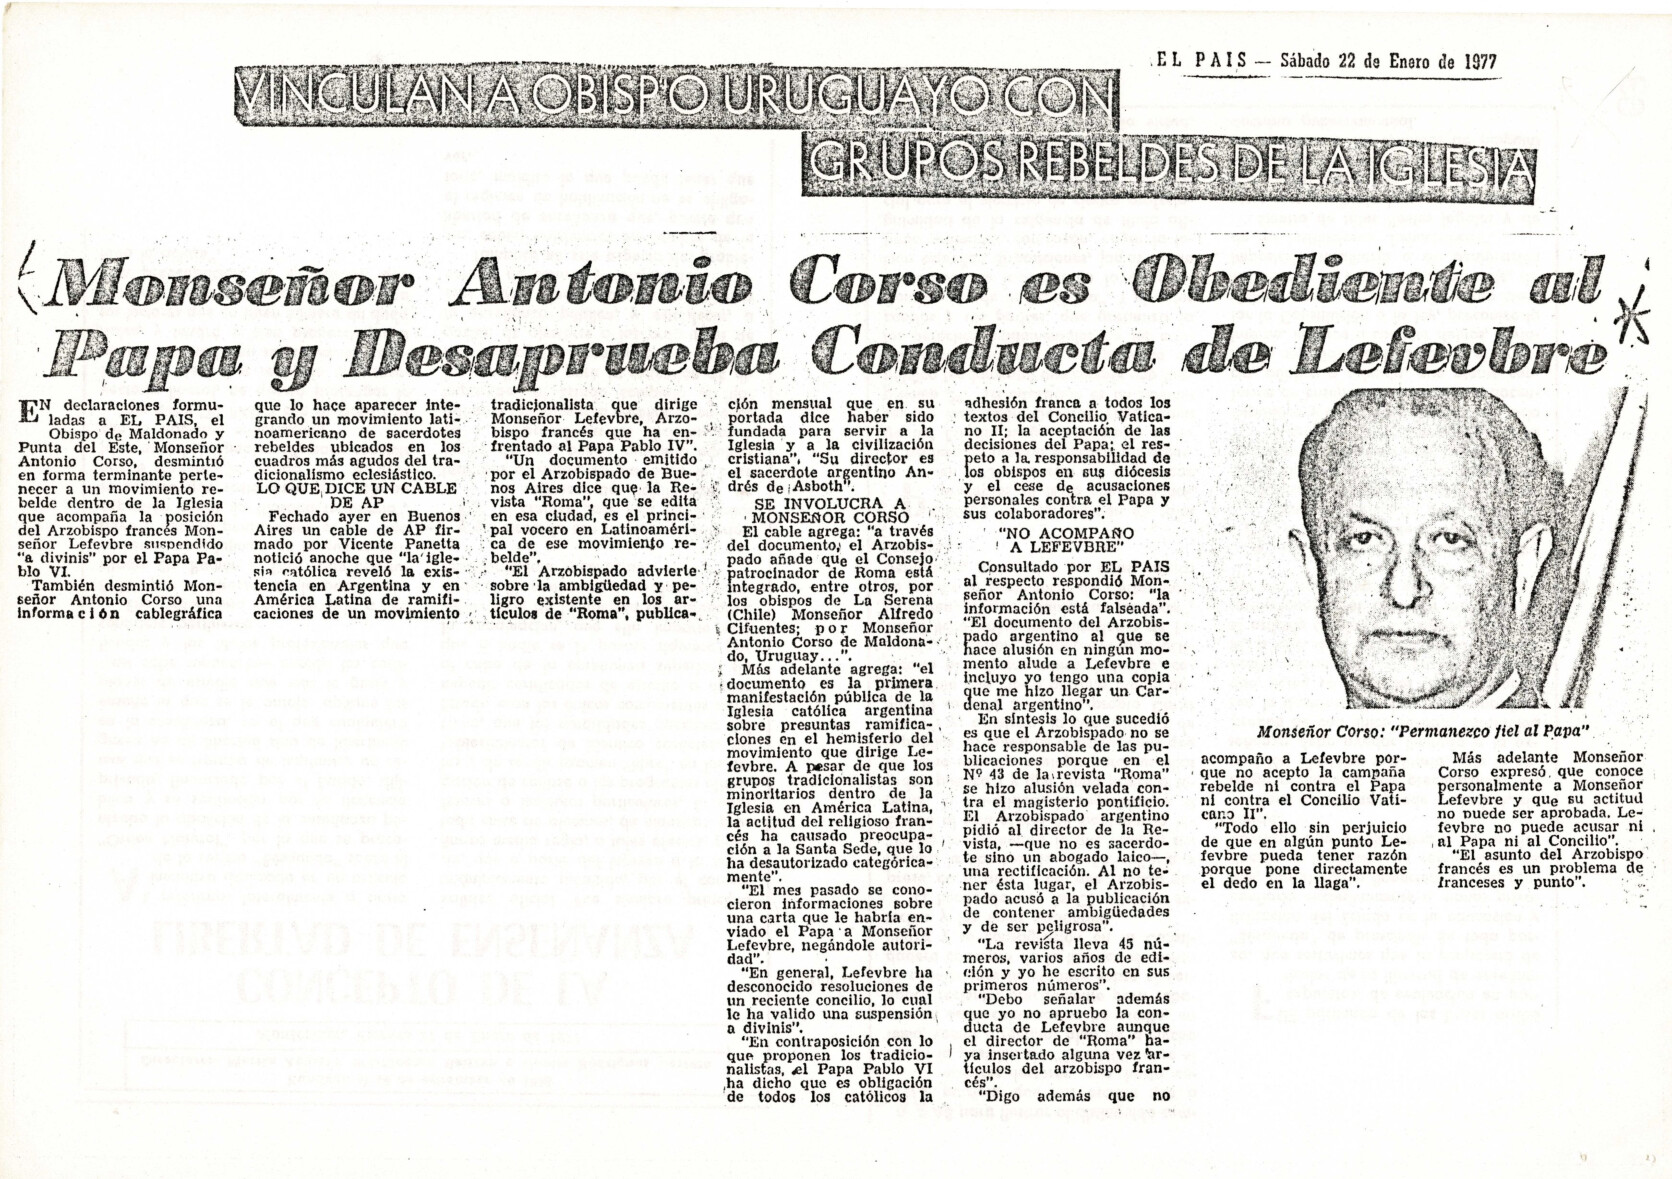 EL PAIS — Sábado 22 de Enero de 1977
VINCULAN A OBISPO URUGUAYO CON
GRUPOS REBELDES DE LA IGLESIA
Monseñor Antonio Corso es Obediente al
Papa y Desaprueba Conducta de Lefevbre
EN declaraciones formu-
ladas a EL PAIS, el
Obispo de Maldonado y
Punta del Este, Monseñor
Antonio Corso, desmintió
en forma terminante perte-
necer a un movimiento re-
belde dentro de la Iglesia
que acompaña la posición
del Arzobispo francés Mon-
señor Lefevbre suspendido
"a divinis" por el Papa Pa-
blo VI.
También desmintió Mon-
señor Antonio Corso una
información cablegráfica
que lo hace aparecer inte-
grando un movimiento lati-
noamericano de sacerdotes
rebeldes ubicados en los
cuadros más agudos del tra-
dicionalismo eclesiástico.
LO QUE DICE UN CABLE
DE AP
Fechado ayer en Buenos
Aires un cable de AP fir-
mado por Vicente Panetta
notició anoche que "la igle-
sia católica reveló la exis-
tencia en Argentina y en
América Latina de ramifi-
caciones de un movimiento
tradicionalista que dirige
Monseñor Lefevbre, Arzo-
bispo francés que ha en-
frentado al Papa Pablo IV".
"Un documento emitido
por el Arzobispado de Bue-
nos Aires dice que la Re-
vista "Roma", que se edita
en esa ciudad, es el princi-
pal vocero en Latinoaméri-
ca de ese movimiento re-
belde".
"El Arzobispado advierte
sobre la ambigüedad y pe-
ligro existente en los ar-
tículos de "Roma", publica-
ción mensual que en su
portada dice haber sido
fundada para servir a la
Iglesia y a la civilización
cristiana", "Su director es
el sacerdote argentino An-
drés de Asboth".
SE INVOLUCRA A
MONSEÑOR CORSO
El cable agrega: "a través
del documento, el Arzobis-
pado añade que el Consejo
patrocinador de Roma está
integrado, entre otros, por
los obispos de La Serena
(Chile) Monseñor Alfredo
Cifuentes; por Monseñor
Antonio Corso de Maldona-
do, Uruguay...".
Más adelante agrega: "el
documento es la primera
manifestación pública de la
Iglesia católica argentina
sobre presuntas ramifica-
ciones en el hemisferio del
movimiento que dirige Le-
fevbre. A pesar de que los
grupos tradicionalistas son
minoritarios dentro de la
Iglesia en América Latina,
la actitud del religioso fran-
cés ha causado preocupa-
ción a la Santa Sede, que lo
ha desautorizado categórica-
mente".
"El mes pasado se cono-
cieron informaciones sobre
una carta que le habría en-
viado el Papa a Monseñor
Lefevbre, negándole autori-
dad".
"En general, Lefevbre ha
desconocido resoluciones de
un reciente concilio, lo cual
le ha valido una suspensión
a divinis".
"En contraposición con lo
que proponen los tradicio-
nalistas, el Papa Pablo VI
ha dicho que es obligación
de todos los católicos la
adhesión franca a todos los
textos del Concilio Vatica-
no II; la aceptación de las
decisiones del Papa; el res-
peto a la responsabilidad de
los obispos en sus diócesis
y el cese de acusaciones
personales contra el Papa y
sus colaboradores".
"NO ACOMPAÑO
A LEFEVBRE"
Consultado por EL PAIS
al respecto respondió Mon-
señor Antonio Corso: "la
información está falseada".
"El documento del Arzobis-
pado argentino al que se
hace alusión en ningún mo-
mento alude a Lefevbre e
incluyo yo tengo una copia
que me hizo llegar un Car-
denal argentino".
En síntesis lo que sucedió
es que el Arzobispado no se
hace responsable de las pu-
blicaciones porque en el
Nº 43 de la revista "Roma"
se hizo alusión velada con-
tra el magisterio pontificio.
El Arzobispado argentino
pidió al director de la Re-
vista, —que no es sacerdo-
te sino un abogado laico—,
una rectificación. Al no te-
ner ésta lugar, el Arzobis-
pado acusó a la publicación
de contener ambigüedades
y de ser peligrosa".
"La revista lleva 45 nú-
meros, varios años de edi-
ción y yo he escrito en sus
primeros números".
"Debo señalar además
que yo no apruebo la con-
ducta de Lefevbre aunque
el director de "Roma" ha-
ya insertado alguna vez ar-
tículos del arzobispo fran-
cés".
"Digo además que no
Monseñor Corso: "Permanezco fiel al Papa"
acompaño a Lefevbre por-
que no acepto la campaña
rebelde ni contra el Papa
ni contra el Concilio Vati-
cano II".
"Todo ello sin perjuicio
de que en algún punto Le-
fevbre pueda tener razón
porque pone directamente
el dedo en la llaga".
Más adelante Monseñor
Corso expresó que conoce
personalmente a Monseñor
Lefevbre y que su actitud
no puede ser aprobada. Le-
fevbre no puede acusar ni
al Papa ni al Concilio".
"El asunto del Arzobispo
francés es un problema de
franceses y punto".